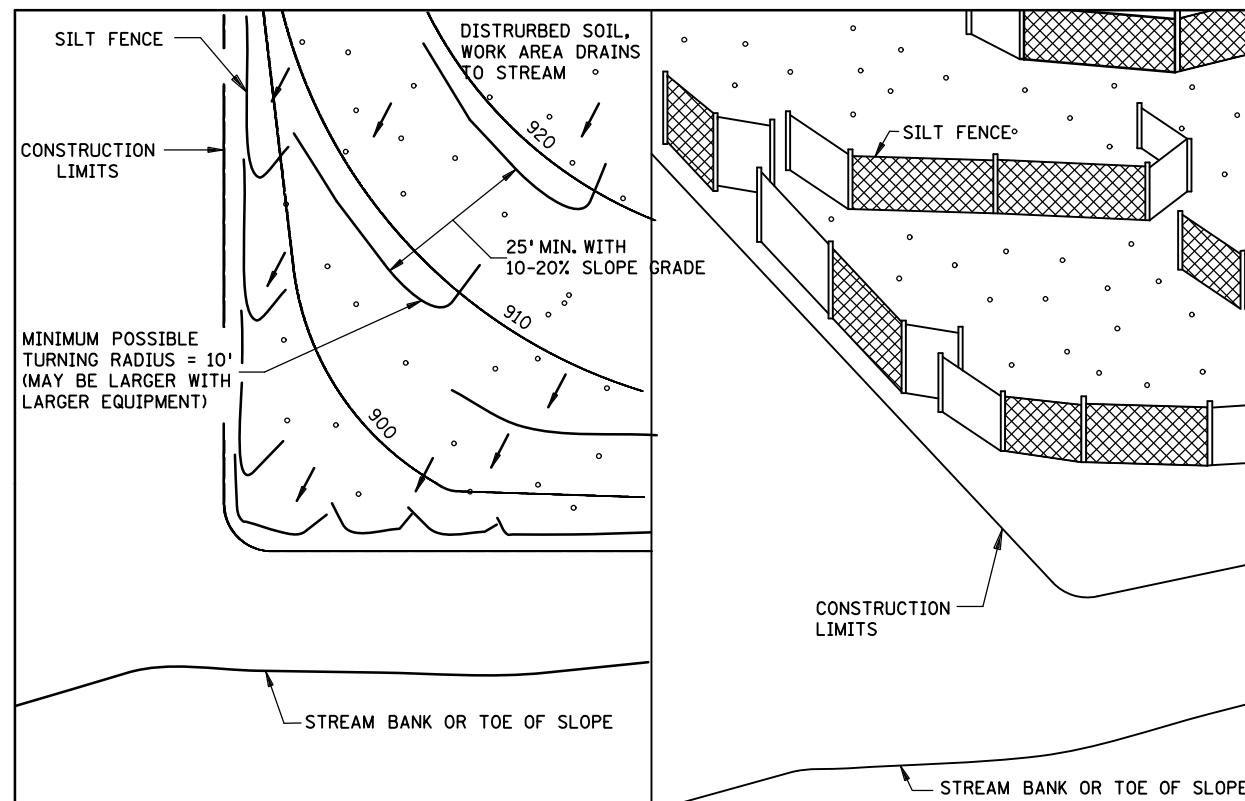 SILT FENCE
DISTRURBED SOIL,
WORK AREA DRAINS
TO STREAM
920
CONSTRUCTION
LIMITS
25' MIN. WITH
10-20% SLOPE GRADE
910
MINIMUM POSSIBLE
TURNING RADIUS = 10'
(MAY BE LARGER WITH
LARGER EQUIPMENT)
900
STREAM BANK OR TOE OF SLOPE
SILT FENCE
CONSTRUCTION
LIMITS
STREAM BANK OR TOE OF SLOPE